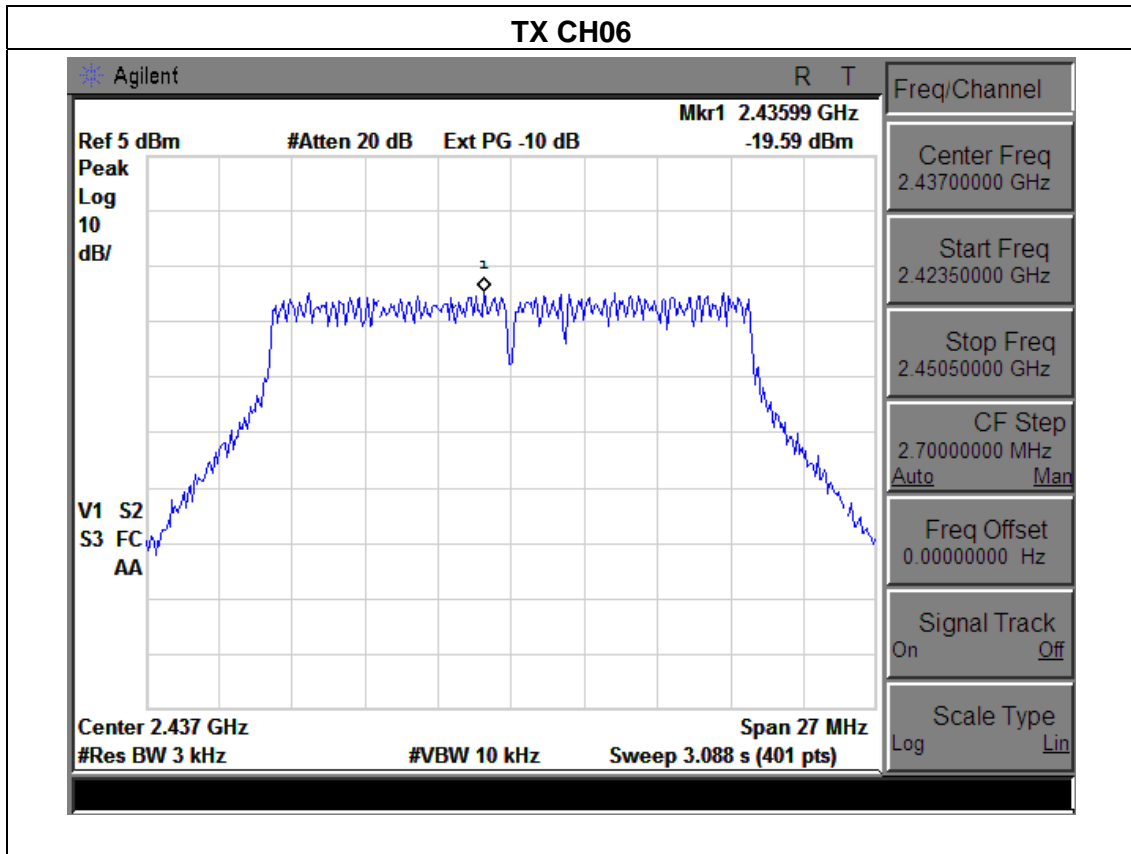 TX CH06
Agilent R T
Mkr1 2.43599 GHz
Ref 5 dBm #Atten 20 dB Ext PG -10 dB -19.59 dBm
Peak
Log
10
dB/
1
V1 S2
S3 FC
AA
Center 2.437 GHz Span 27 MHz
#Res BW 3 kHz #VBW 10 kHz Sweep 3.088 s (401 pts)
Freq/Channel
Center Freq
2.43700000 GHz
Start Freq
2.42350000 GHz
Stop Freq
2.45050000 GHz
CF Step
2.70000000 MHz
Auto Man
Freq Offset
0.00000000 Hz
Signal Track
On Off
Scale Type
Log Lin